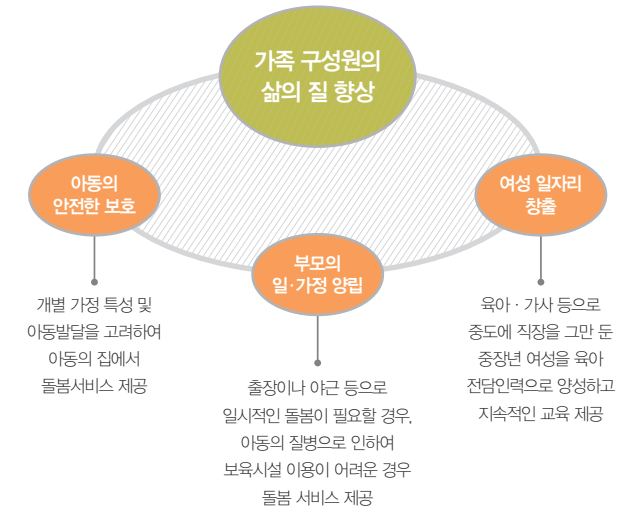 가족 구성원의
삶의 질 향상
아동의
안전한 보호
개별 가정 특성 및
아동발달을 고려하여
아동의 집에서
돌봄서비스 제공
부모의
일·가정 양립
출장이나 야근 등으로
일시적인 돌봄이 필요할 경우,
아동의 질병으로 인하여
보육시설 이용이 어려운 경우
돌봄 서비스 제공
여성 일자리
창출
육아 · 가사 등으로
중도에 직장을 그만 둔
중장년 여성을 육아
전담인력으로 양성하고
지속적인 교육 제공